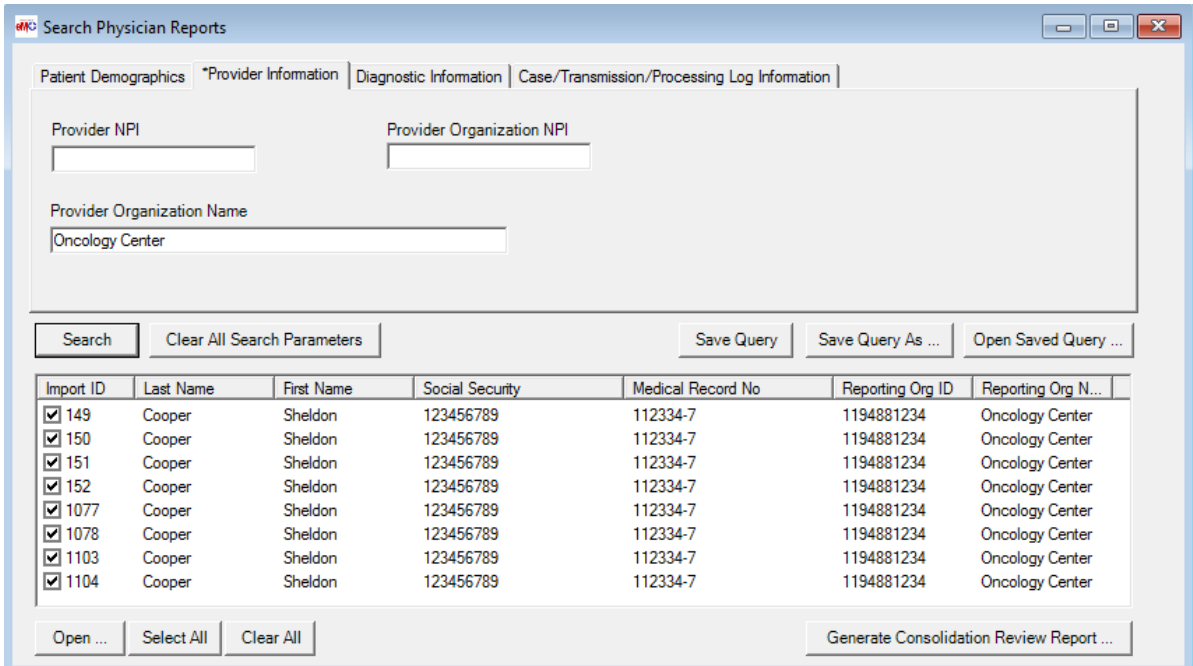 eMC Search Physician Reports
Patient Demographics *Provider Information Diagnostic Information Case/Transmission/Processing Log Information
Provider NPI Provider Organization NPI
Provider Organization Name
Oncology Center
Search Clear All Search Parameters Save Query Save Query As ... Open Saved Query ...
Import ID Last Name First Name Social Security Medical Record No Reporting Org ID Reporting Org N...
149 Cooper Sheldon 123456789 112334-7 1194881234 Oncology Center
150 Cooper Sheldon 123456789 112334-7 1194881234 Oncology Center
151 Cooper Sheldon 123456789 112334-7 1194881234 Oncology Center
152 Cooper Sheldon 123456789 112334-7 1194881234 Oncology Center
1077 Cooper Sheldon 123456789 112334-7 1194881234 Oncology Center
1078 Cooper Sheldon 123456789 112334-7 1194881234 Oncology Center
1103 Cooper Sheldon 123456789 112334-7 1194881234 Oncology Center
1104 Cooper Sheldon 123456789 112334-7 1194881234 Oncology Center
Open ... Select All Clear All Generate Consolidation Review Report ...